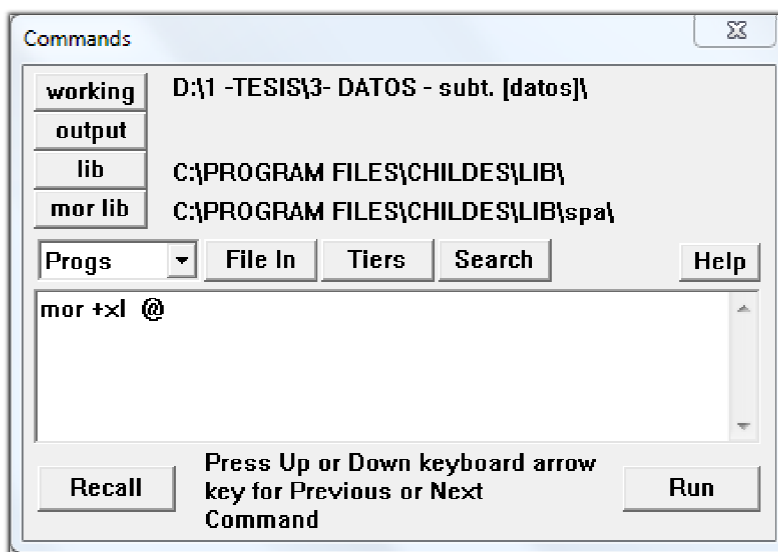 Commands
working D:\1 -TESIS\3- DATOS - subt. [datos]\
output
lib C:\PROGRAM FILES\CHILDES\LIB\
mor lib C:\PROGRAM FILES\CHILDES\LIB\spa\
Progs File In Tiers Search Help
mor +xl @
Recall Press Up or Down keyboard arrow Run
key for Previous or Next
Command